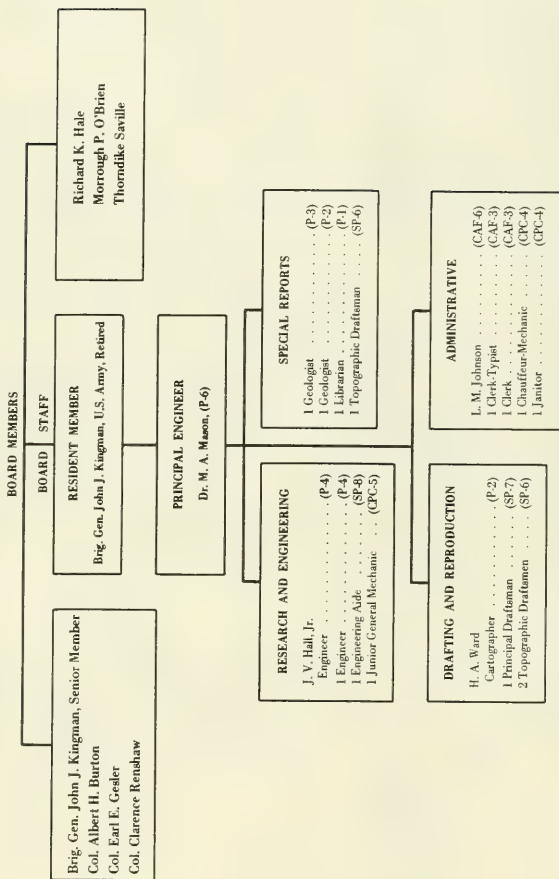 BOARD MEMBERS
Brig. Gen. John J. Kingman, Senior Member
Col. Albert H. Burton
Col. Earl E. Gesler
Col. Clarence Renshaw
Richard K. Hale
Morrough P. O'Brien
Thorndike Saville
BOARD STAFF
RESIDENT MEMBER
Brig. Gen. John J. Kingman, U.S. Army, Retired
PRINCIPAL ENGINEER
Dr. M. A. Mason, (P-6)
RESEARCH AND ENGINEERING
J. V. Hall, Jr.
Engineer . . . . . . . . . . . . (P-4)
1 Engineer . . . . . . . . . . . (P-4)
1 Engineering Aide . . . . . . . (SP-8)
1 Junior General Mechanic . . . (CPC-5)
SPECIAL REPORTS
1 Geologist . . . . . . . . . . . (P-3)
1 Geologist . . . . . . . . . . . (P-2)
1 Librarian . . . . . . . . . . . (P-1)
1 Topographic Draftsman . . . . (SP-6)
DRAFTING AND REPRODUCTION
H. A. Ward
Cartographer . . . . . . . . . . (P-2)
1 Principal Draftsman . . . . . (SP-7)
2 Topographic Draftsmen . . . . (SP-6)
ADMINISTRATIVE
L. M. Johnson . . . . . . . . . (CAF-6)
1 Clerk-Typist . . . . . . . . . (CAF-3)
1 Clerk . . . . . . . . . . . . . (CAF-3)
1 Chauffeur-Mechanic . . . . . . (CPC-4)
1 Janitor . . . . . . . . . . . . (CPC-4)